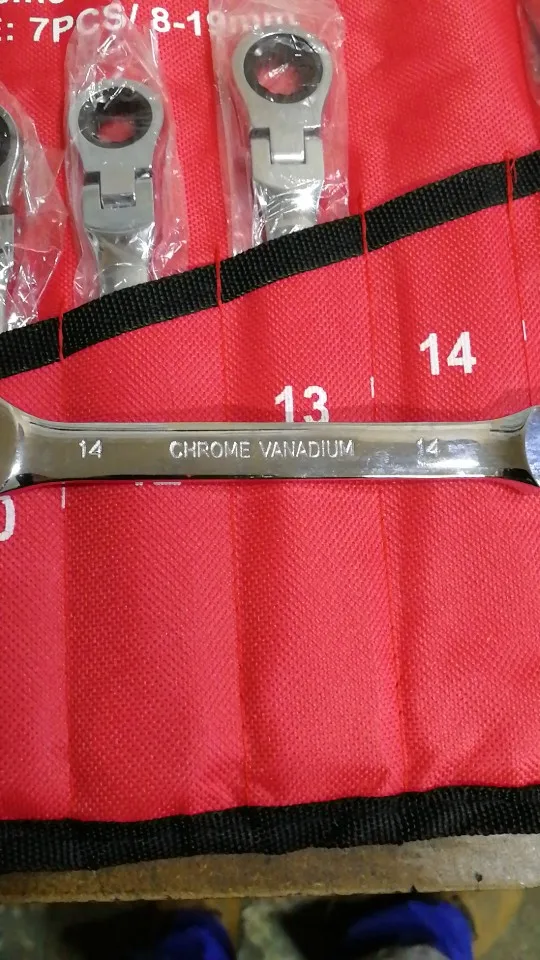 : 7PCS/ 8-19mm
14
13
14 CHROME VANADIUM 14